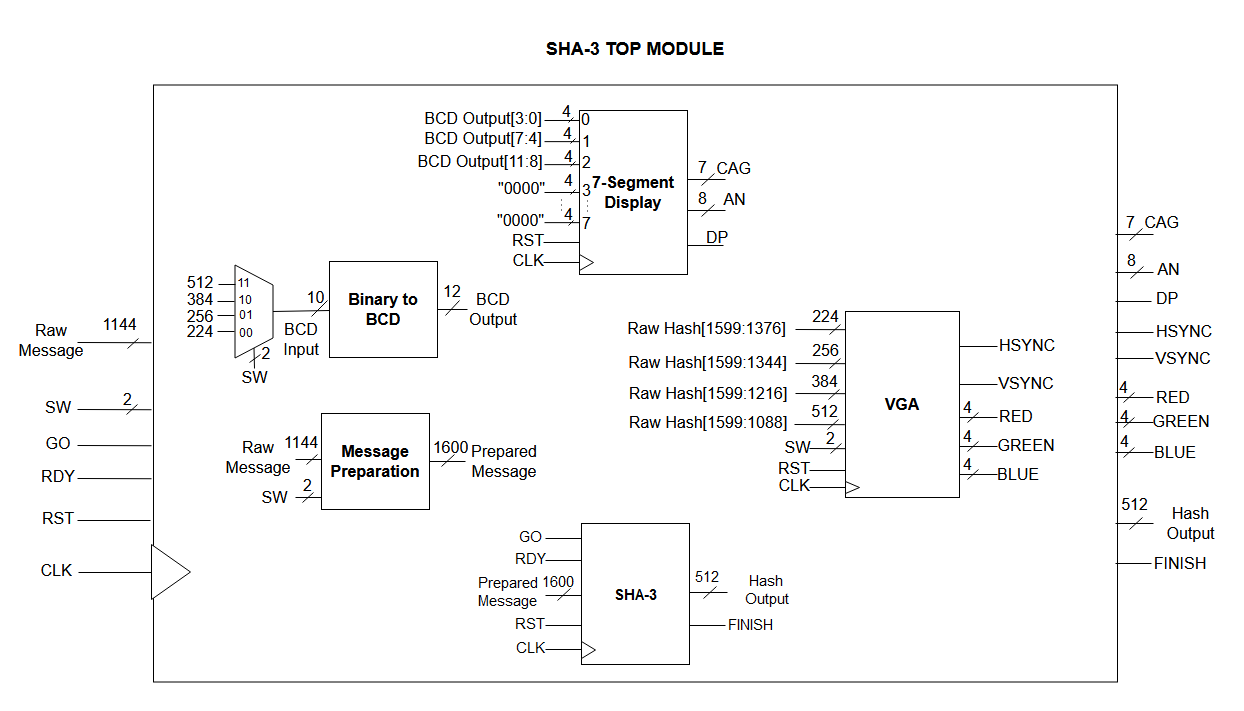 SHA-3 TOP MODULE
BCD Output[3:0] 4 0
BCD Output[7:4] 4 1
BCD Output[11:8] 4 2
"0000" 4 3
"0000" 4 7
RST
CLK
7-Segment
Display
7 CAG
8 AN
DP
512 11
384 10
256 01
224 00
2
SW
10
BCD
Input
Binary to
BCD
12
BCD
Output
Raw
Message
1144
SW 2
GO
RDY
RST
CLK
Raw
Message
1144
SW 2
Message
Preparation
1600
Prepared
Message
Raw Hash[1599:1376] 224
Raw Hash[1599:1344] 256
Raw Hash[1599:1216] 384
Raw Hash[1599:1088] 512
SW 2
RST
CLK
VGA
HSYNC
VSYNC
4 RED
4 GREEN
4 BLUE
GO
RDY
Prepared
Message
1600
RST
CLK
SHA-3
512
Hash
Output
FINISH
7 CAG
8 AN
DP
HSYNC
VSYNC
4 RED
4 GREEN
4 BLUE
512
Hash
Output
FINISH